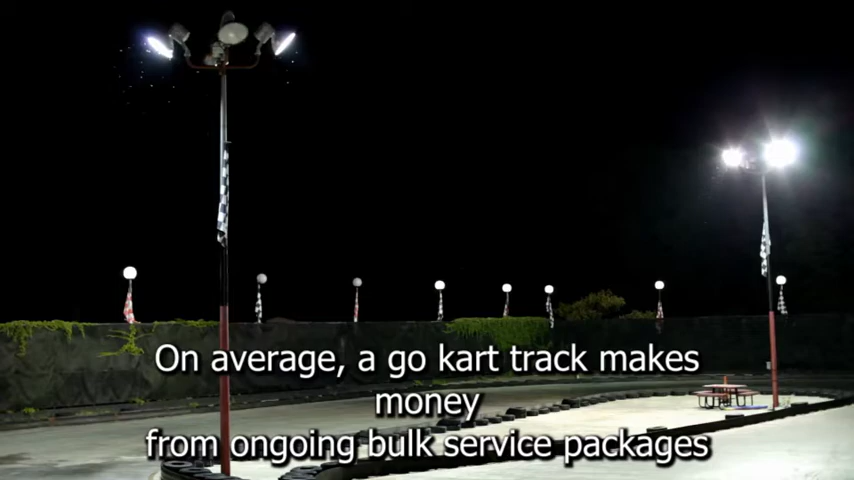 On average, a go kart track makes
money
from ongoing bulk service packages